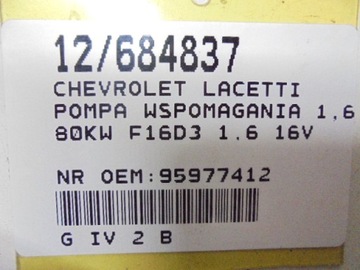 12/684837
CHEVROLET LACETTI
POMPA WSPOMAGANIA 1,6
80KW F16D3 1.6 16V
NR OEM:95977412
G IV 2 B